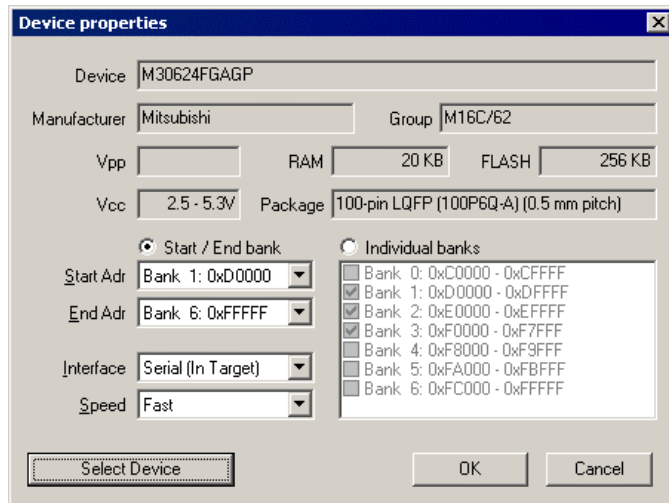 Device properties
Device M30624FGAGP
Manufacturer Mitsubishi Group M16C/62
Vpp RAM 20 KB FLASH 256 KB
Vcc 2.5 - 5.3V Package 100-pin LQFP (100P6Q-A) (0.5 mm pitch)
Start / End bank Individual banks
Start Adr Bank 1: 0xD0000
End Adr Bank 6: 0xFFFFF
Interface Serial (In Target)
Speed Fast
Bank 0: 0xC0000 - 0xCFFFF
Bank 1: 0xD0000 - 0xDFFFF
Bank 2: 0xE0000 - 0xEFFFF
Bank 3: 0xF0000 - 0xF7FFF
Bank 4: 0xF8000 - 0xF9FFF
Bank 5: 0xFA000 - 0xFBFFF
Bank 6: 0xFC000 - 0xFFFFF
Select Device OK Cancel